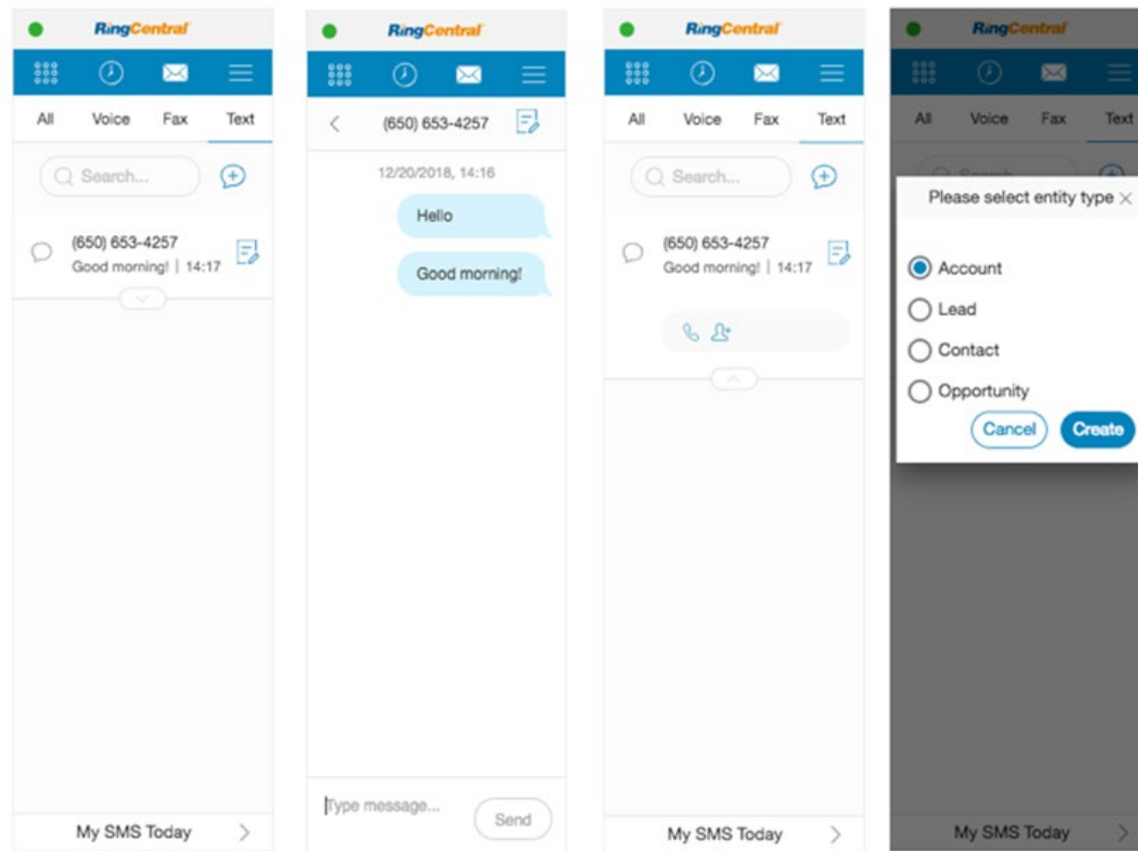 RingCentral
All Voice Fax Text
Search...
(650) 653-4257
Good morning! | 14:17
My SMS Today
RingCentral
(650) 653-4257
12/20/2018, 14:16
Hello
Good morning!
Type message...
Send
RingCentral
All Voice Fax Text
Search...
(650) 653-4257
Good morning! | 14:17
My SMS Today
RingCentral
All Voice Fax Text
Search
Please select entity type
Account
Lead
Contact
Opportunity
Cancel Create
My SMS Today